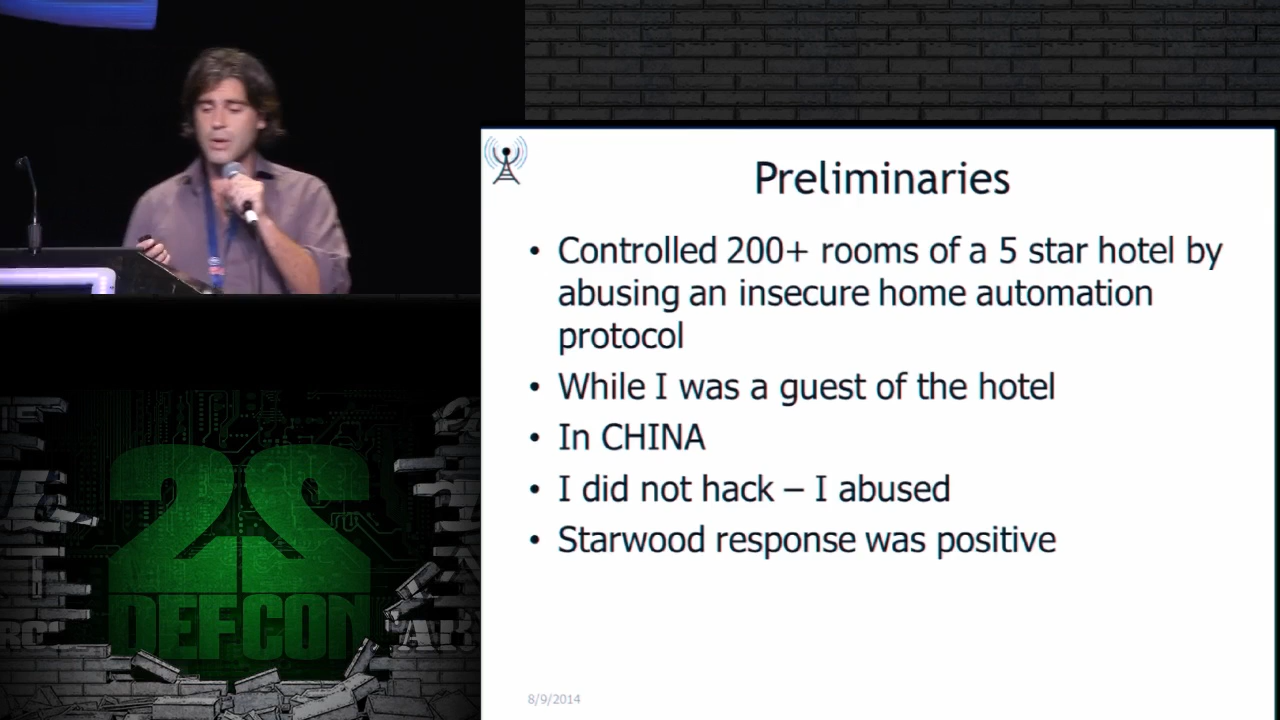 Preliminaries
• Controlled 200+ rooms of a 5 star hotel by
abusing an insecure home automation
protocol
• While I was a guest of the hotel
• In CHINA
• I did not hack – I abused
• Starwood response was positive
8/9/2014
22
DEFCON